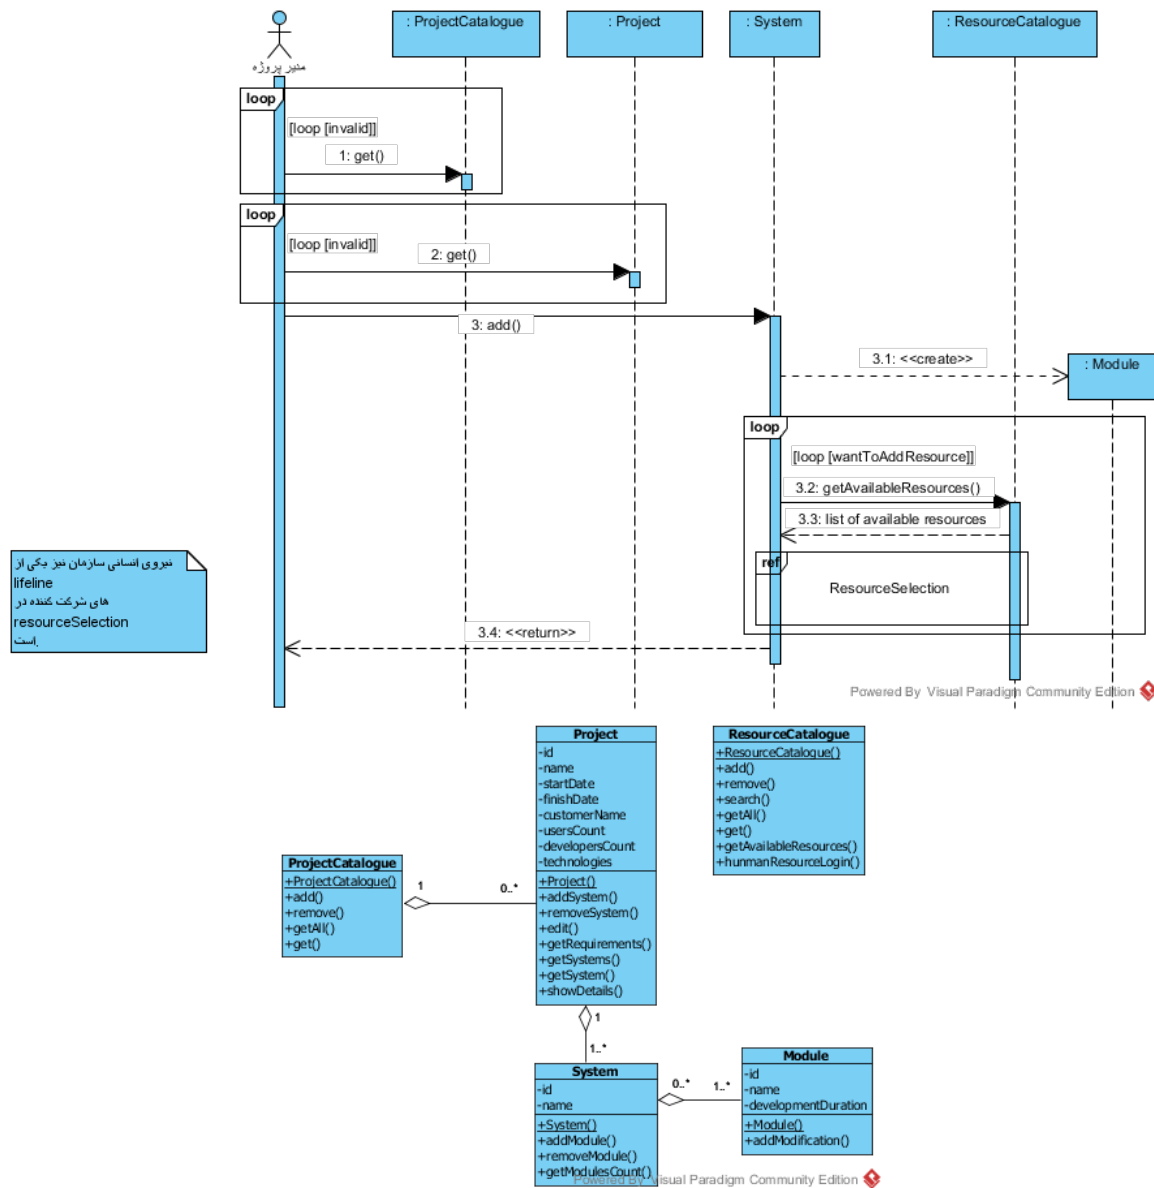 : ProjectCatalogue
: Project
: System
: ResourceCatalogue
مدیر پروژه
loop
[loop [invalid]]
1: get()
loop
[loop [invalid]]
2: get()
3: add()
3.1: <<create>>
: Module
loop
[loop [wantToAddResource]]
3.2: getAvailableResources()
3.3: list of available resources
ref
ResourceSelection
نیروی انسانی سازمان نیز یکی از
lifeline
های شرکت کننده در
resourceSelection
است.
3.4: <<return>>
Powered By Visual Paradigm Community Edition
Project
-id
-name
-startDate
-finishDate
-customerName
-usersCount
-developersCount
-technologies
+Project()
+addSystem()
+removeSystem()
+edit()
+getRequirements()
+getSystems()
+getSystem()
+showDetails()
ResourceCatalogue
+ResourceCatalogue()
+add()
+remove()
+search()
+getAll()
+get()
+getAvailableResources()
+hunmanResourceLogin()
ProjectCatalogue
+ProjectCatalogue()
+add()
+remove()
+getAll()
+get()
1
0..*
1
1..*
System
-id
-name
+System()
+addModule()
+removeModule()
+getModulesCount()
0..*
1..*
Module
-id
-name
-developmentDuration
+Module()
+addModification()
Powered By Visual Paradigm Community Edition